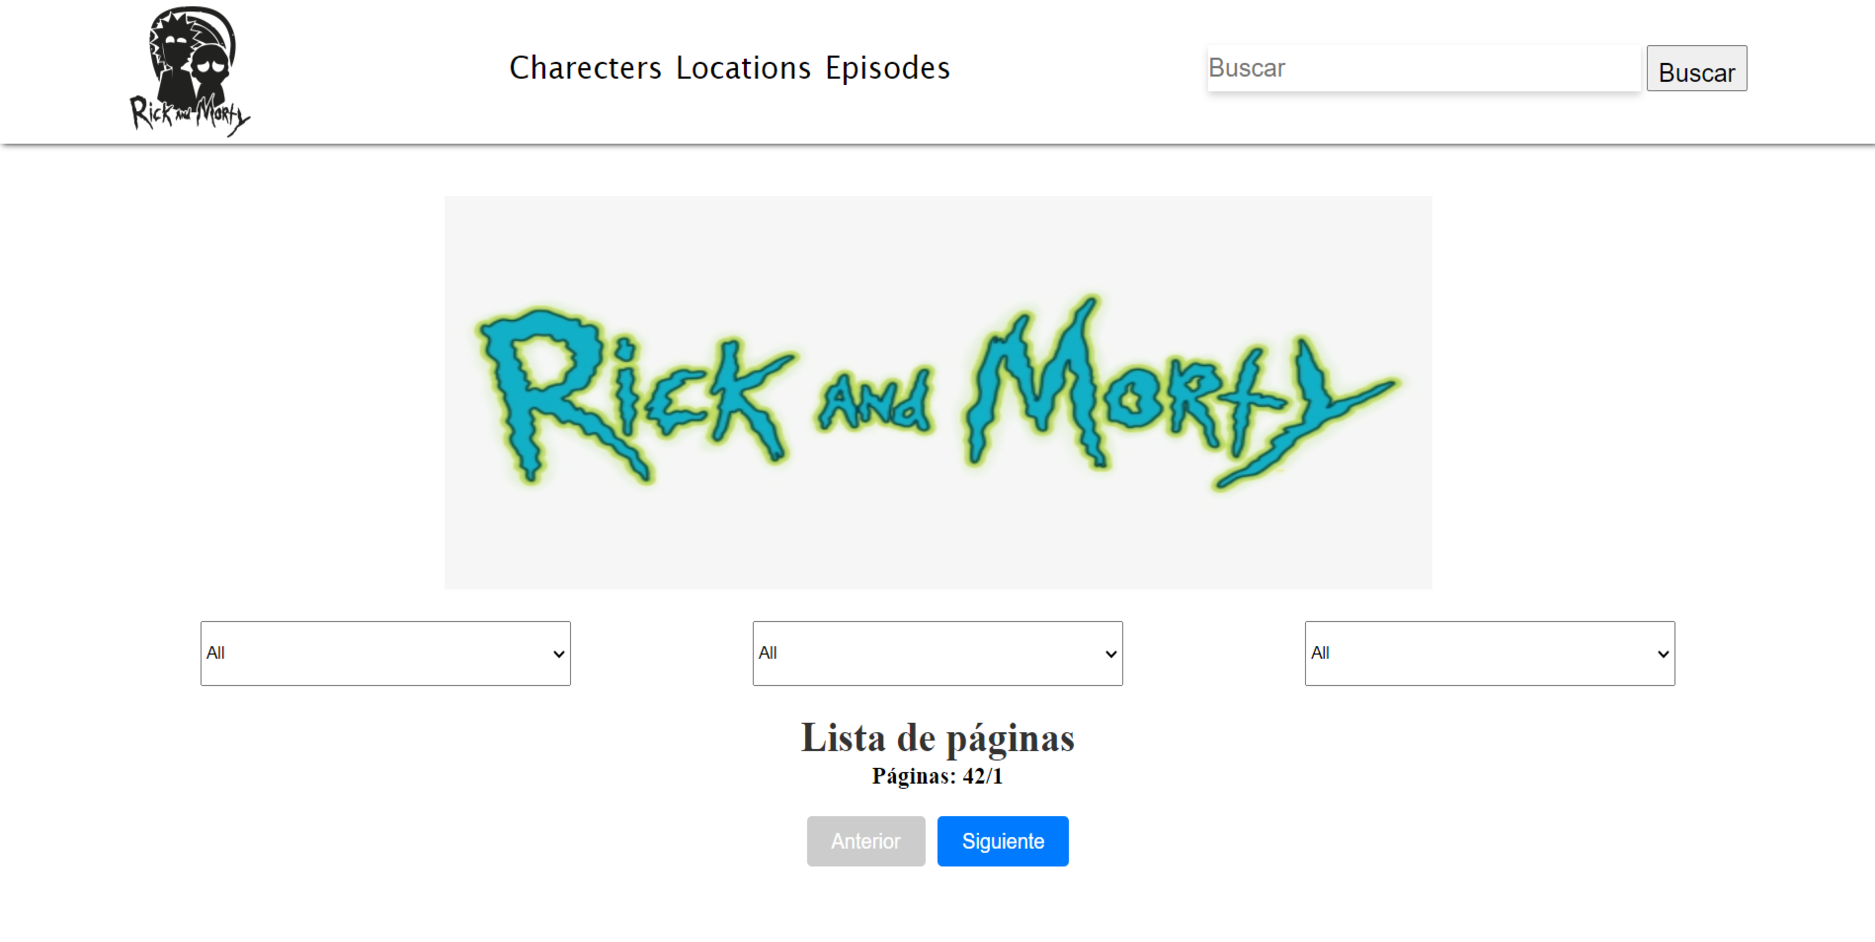 Rick and Morty
Charecters Locations Episodes
Buscar
Buscar
Rick and Morty
All
All
All
Lista de páginas
Páginas: 42/1
Anterior
Siguiente